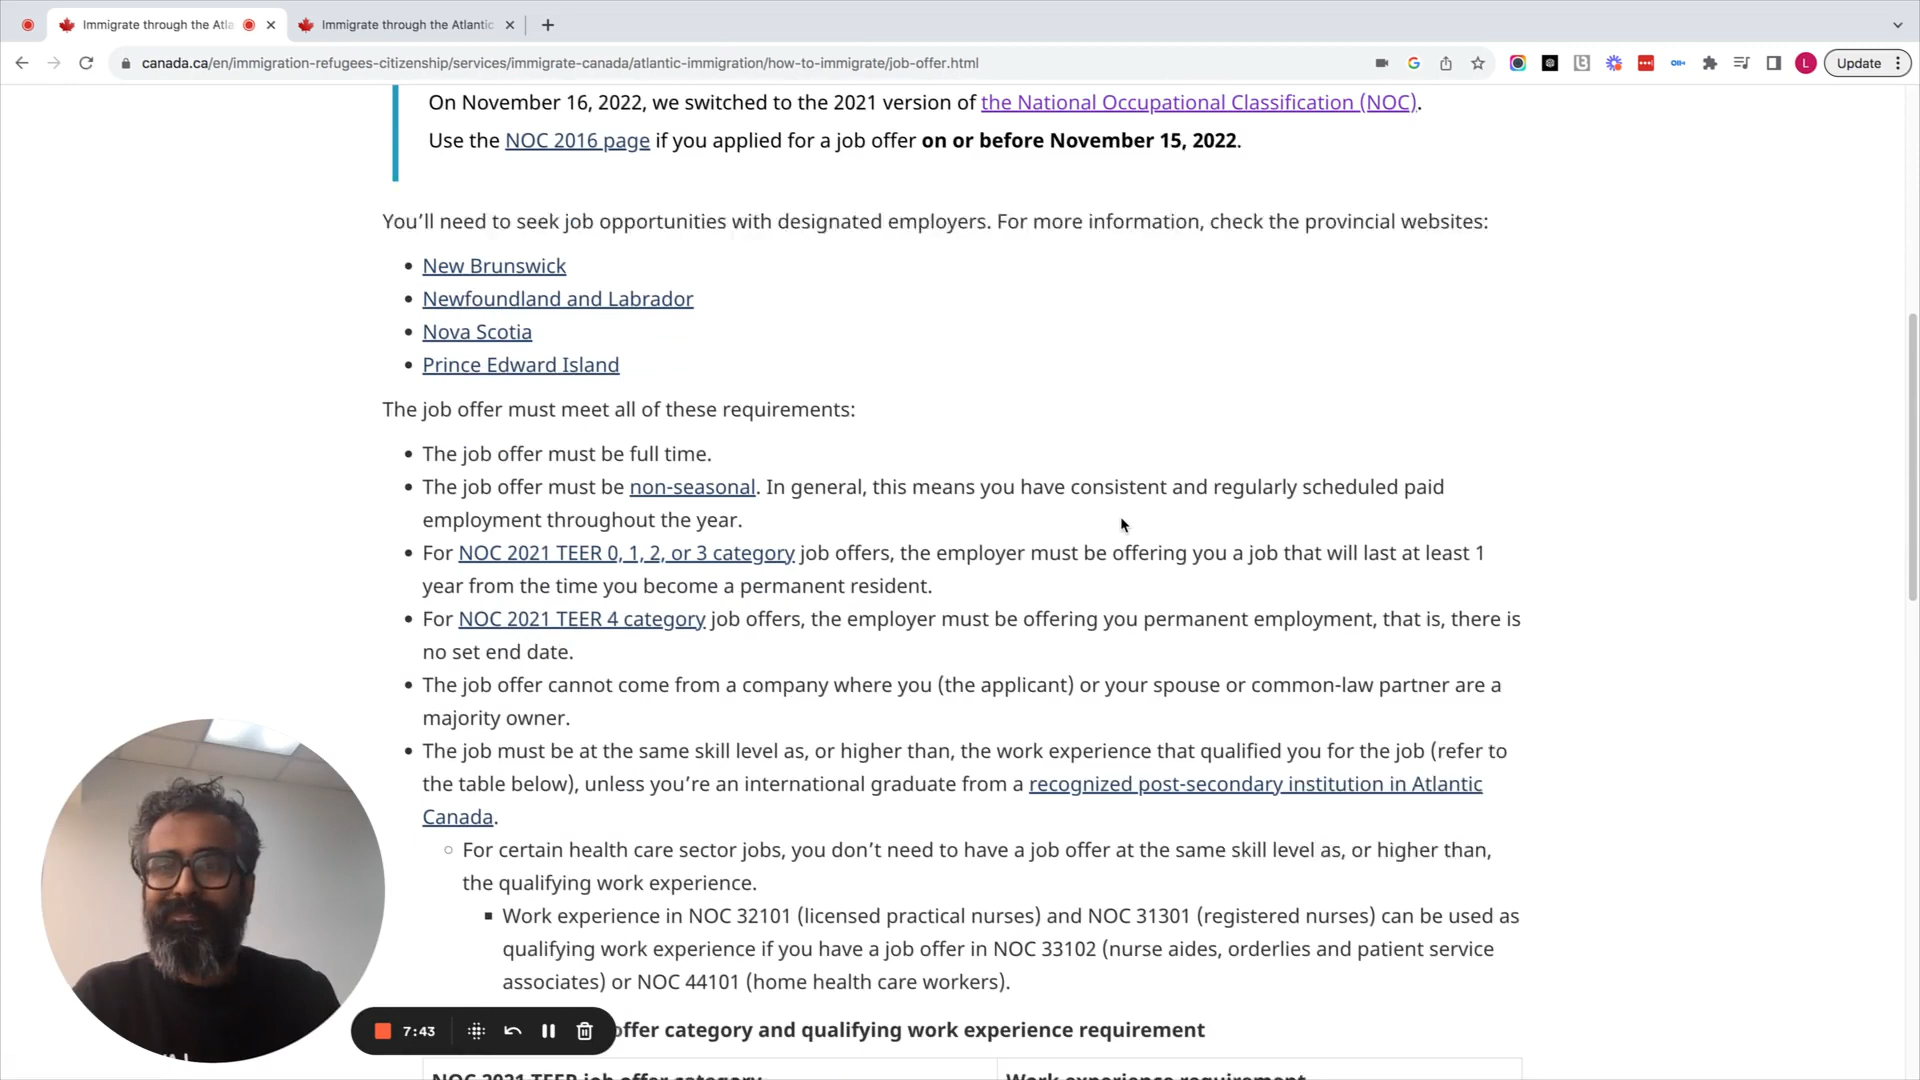 Immigrate through the Atla
Immigrate through the Atlantic
canada.ca/en/immigration-refugees-citizenship/services/immigrate-canada/atlantic-immigration/how-to-immigrate/job-offer.html
L
Update
On November 16, 2022, we switched to the 2021 version of the National Occupational Classification (NOC).
Use the NOC 2016 page if you applied for a job offer on or before November 15, 2022.
You’ll need to seek job opportunities with designated employers. For more information, check the provincial websites:
• New Brunswick
• Newfoundland and Labrador
• Nova Scotia
• Prince Edward Island
The job offer must meet all of these requirements:
• The job offer must be full time.
• The job offer must be non-seasonal. In general, this means you have consistent and regularly scheduled paid
employment throughout the year.
• For NOC 2021 TEER 0, 1, 2, or 3 category job offers, the employer must be offering you a job that will last at least 1
year from the time you become a permanent resident.
• For NOC 2021 TEER 4 category job offers, the employer must be offering you permanent employment, that is, there is
no set end date.
• The job offer cannot come from a company where you (the applicant) or your spouse or common-law partner are a
majority owner.
• The job must be at the same skill level as, or higher than, the work experience that qualified you for the job (refer to
the table below), unless you’re an international graduate from a recognized post-secondary institution in Atlantic
Canada.
○ For certain health care sector jobs, you don’t need to have a job offer at the same skill level as, or higher than,
the qualifying work experience.
▪ Work experience in NOC 32101 (licensed practical nurses) and NOC 31301 (registered nurses) can be used as
qualifying work experience if you have a job offer in NOC 33102 (nurse aides, orderlies and patient service
associates) or NOC 44101 (home health care workers).
7:43
offer category and qualifying work experience requirement
NOC 2021 TEER job offer category
Work experience requirement